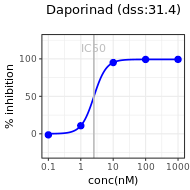 Daporinad (dss:31.4)
IC50
% inhibition
100
50
0
0.1 1 10 100 1000
conc(nM)